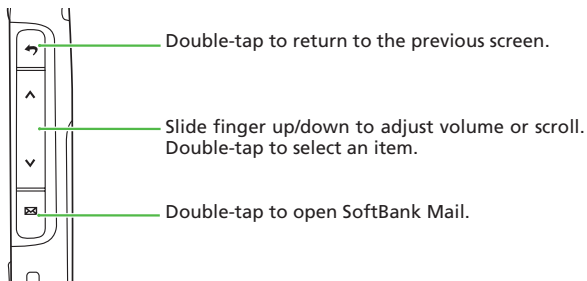 Double-tap to return to the previous screen.
Slide finger up/down to adjust volume or scroll.
Double-tap to select an item.
Double-tap to open SoftBank Mail.